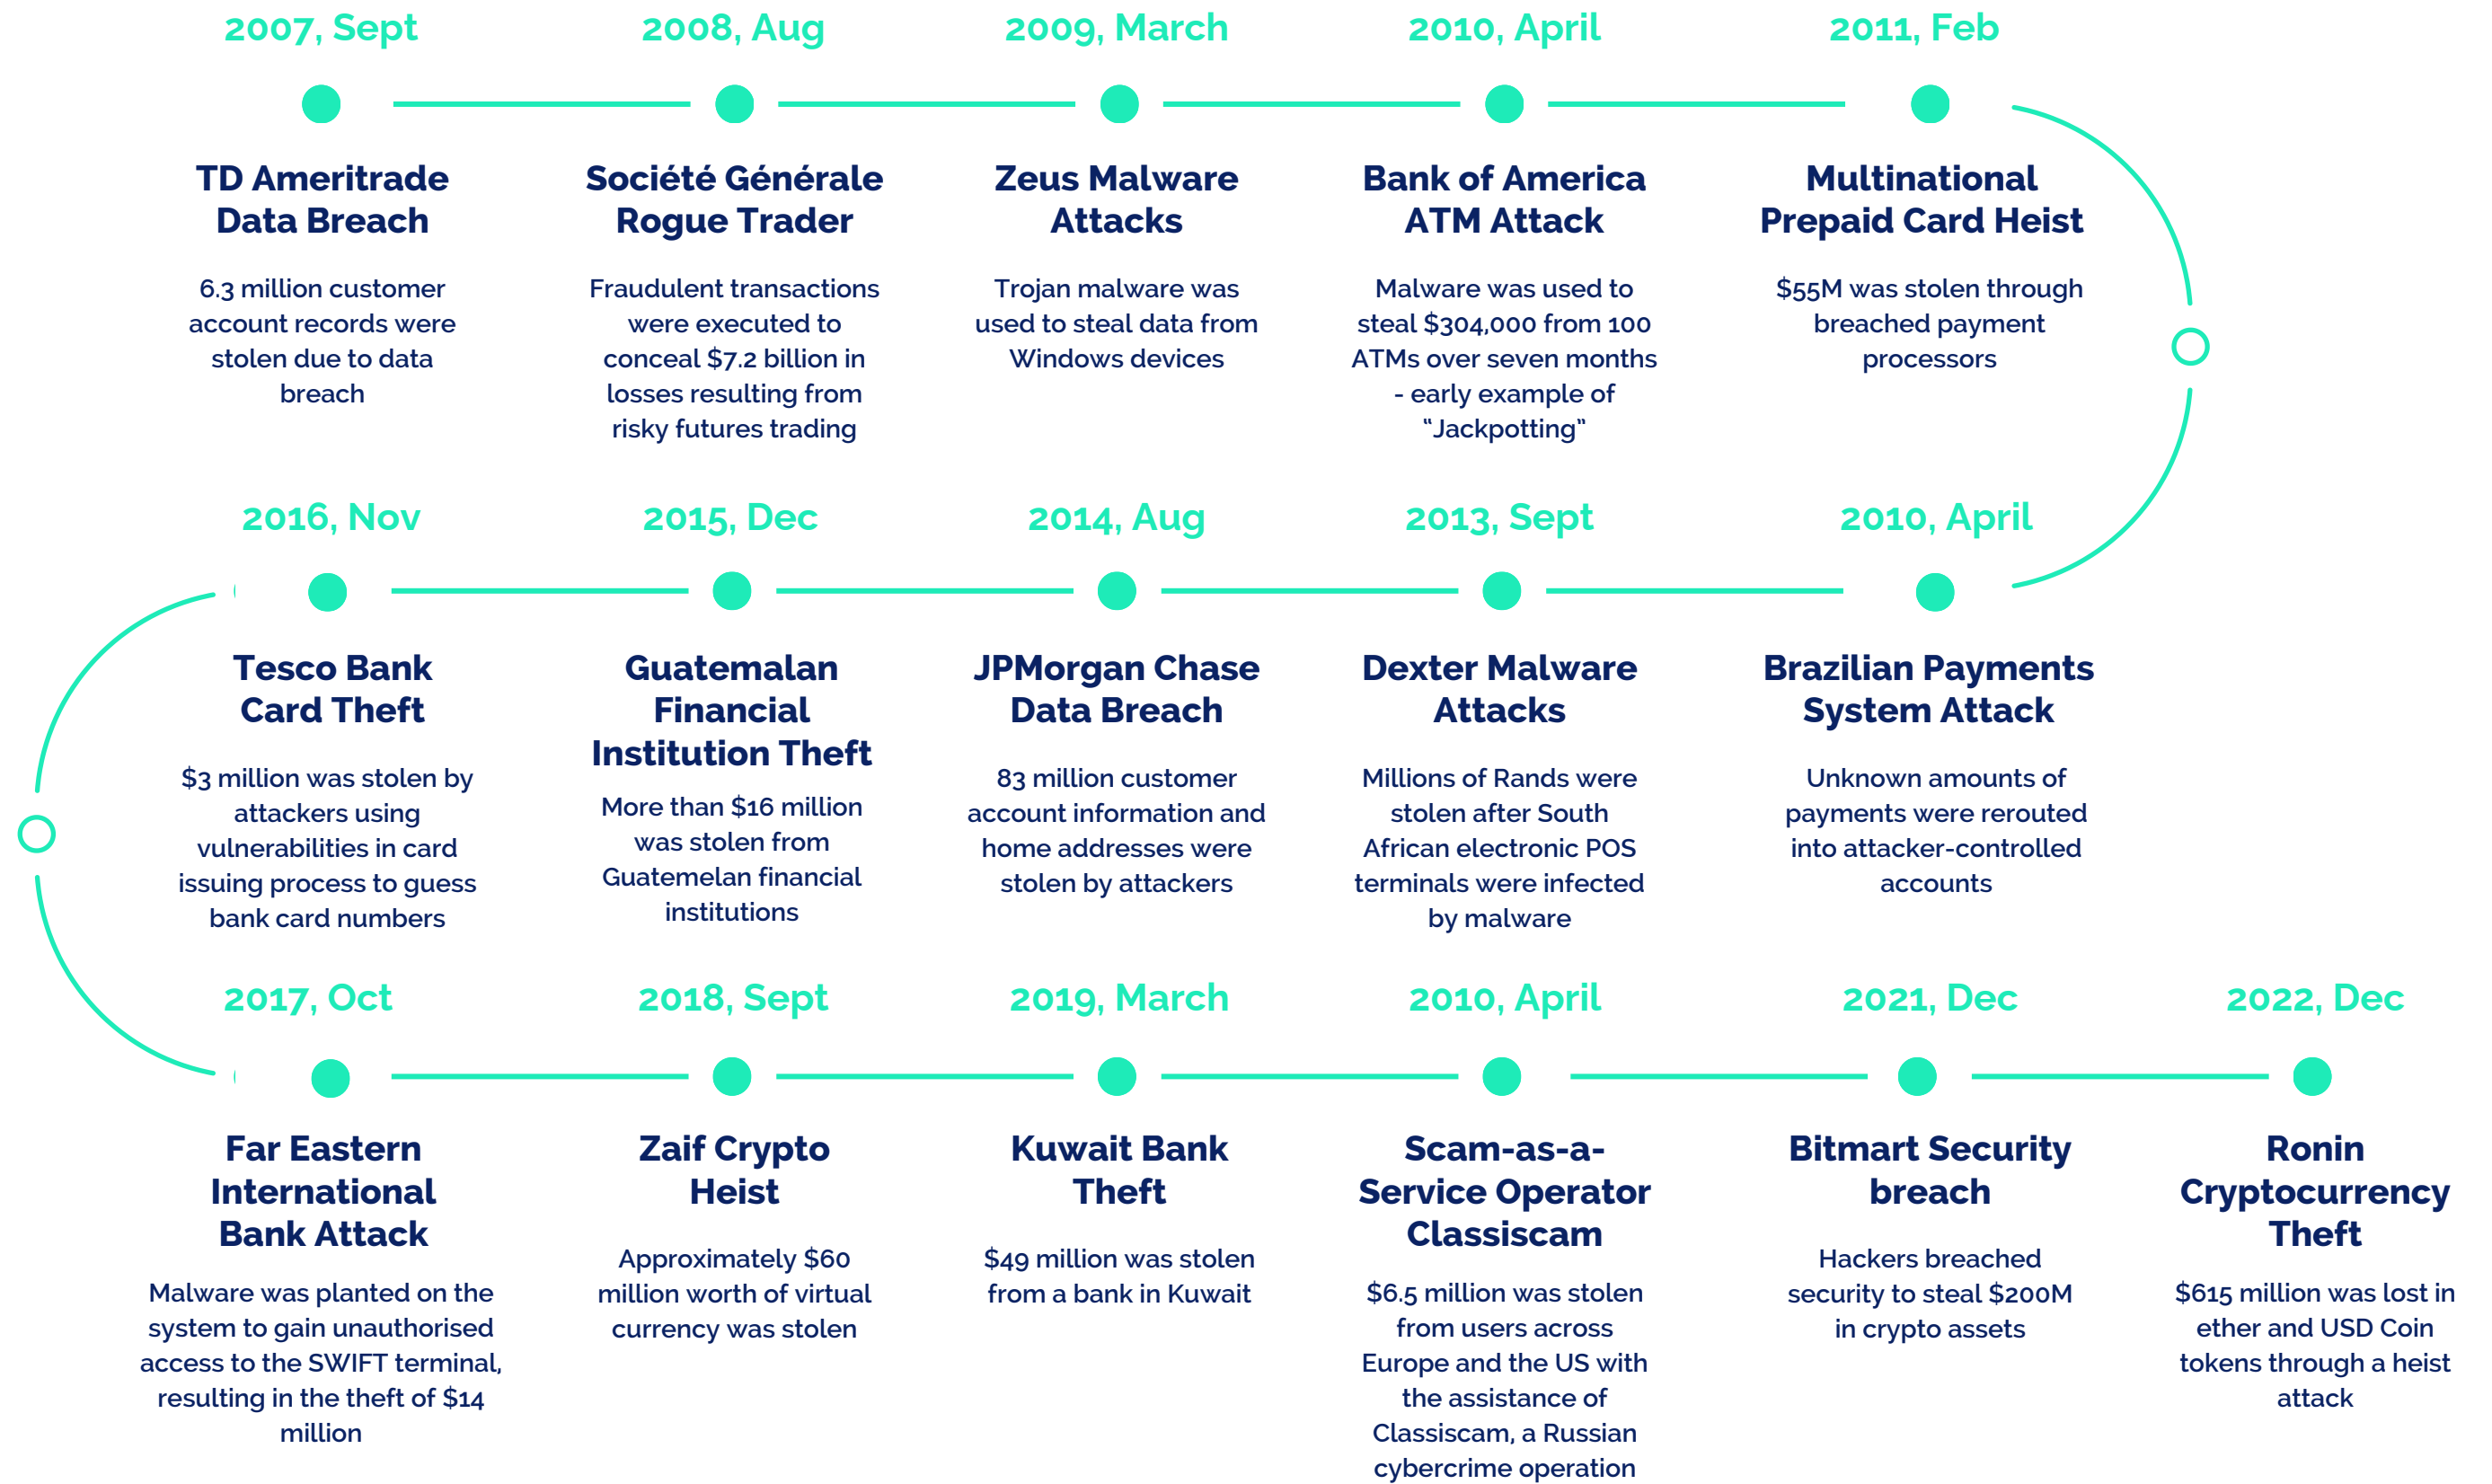 2007, Sept
TD Ameritrade
Data Breach
6.3 million customer
account records were
stolen due to data
breach
2008, Aug
Société Générale
Rogue Trader
Fraudulent transactions
were executed to
conceal $7.2 billion in
losses resulting from
risky futures trading
2009, March
Zeus Malware
Attacks
Trojan malware was
used to steal data from
Windows devices
2010, April
Bank of America
ATM Attack
Malware was used to
steal $304,000 from 100
ATMs over seven months
- early example of
“Jackpotting”
2011, Feb
Multinational
Prepaid Card Heist
$55M was stolen through
breached payment
processors
2010, April
Brazilian Payments
System Attack
Unknown amounts of
payments were rerouted
into attacker-controlled
accounts
2013, Sept
Dexter Malware
Attacks
Millions of Rands were
stolen after South
African electronic POS
terminals were infected
by malware
2014, Aug
JPMorgan Chase
Data Breach
83 million customer
account information and
home addresses were
stolen by attackers
2015, Dec
Guatemalan
Financial
Institution Theft
More than $16 million
was stolen from
Guatemelan financial
institutions
2016, Nov
Tesco Bank
Card Theft
$3 million was stolen by
attackers using
vulnerabilities in card
issuing process to guess
bank card numbers
2017, Oct
Far Eastern
International
Bank Attack
Malware was planted on the
system to gain unauthorised
access to the SWIFT terminal,
resulting in the theft of $14
million
2018, Sept
Zaif Crypto
Heist
Approximately $60
million worth of virtual
currency was stolen
2019, March
Kuwait Bank
Theft
$49 million was stolen
from a bank in Kuwait
2010, April
Scam-as-a-
Service Operator
Classiscam
$6.5 million was stolen
from users across
Europe and the US with
the assistance of
Classiscam, a Russian
cybercrime operation
2021, Dec
Bitmart Security
breach
Hackers breached
security to steal $200M
in crypto assets
2022, Dec
Ronin
Cryptocurrency
Theft
$615 million was lost in
ether and USD Coin
tokens through a heist
attack